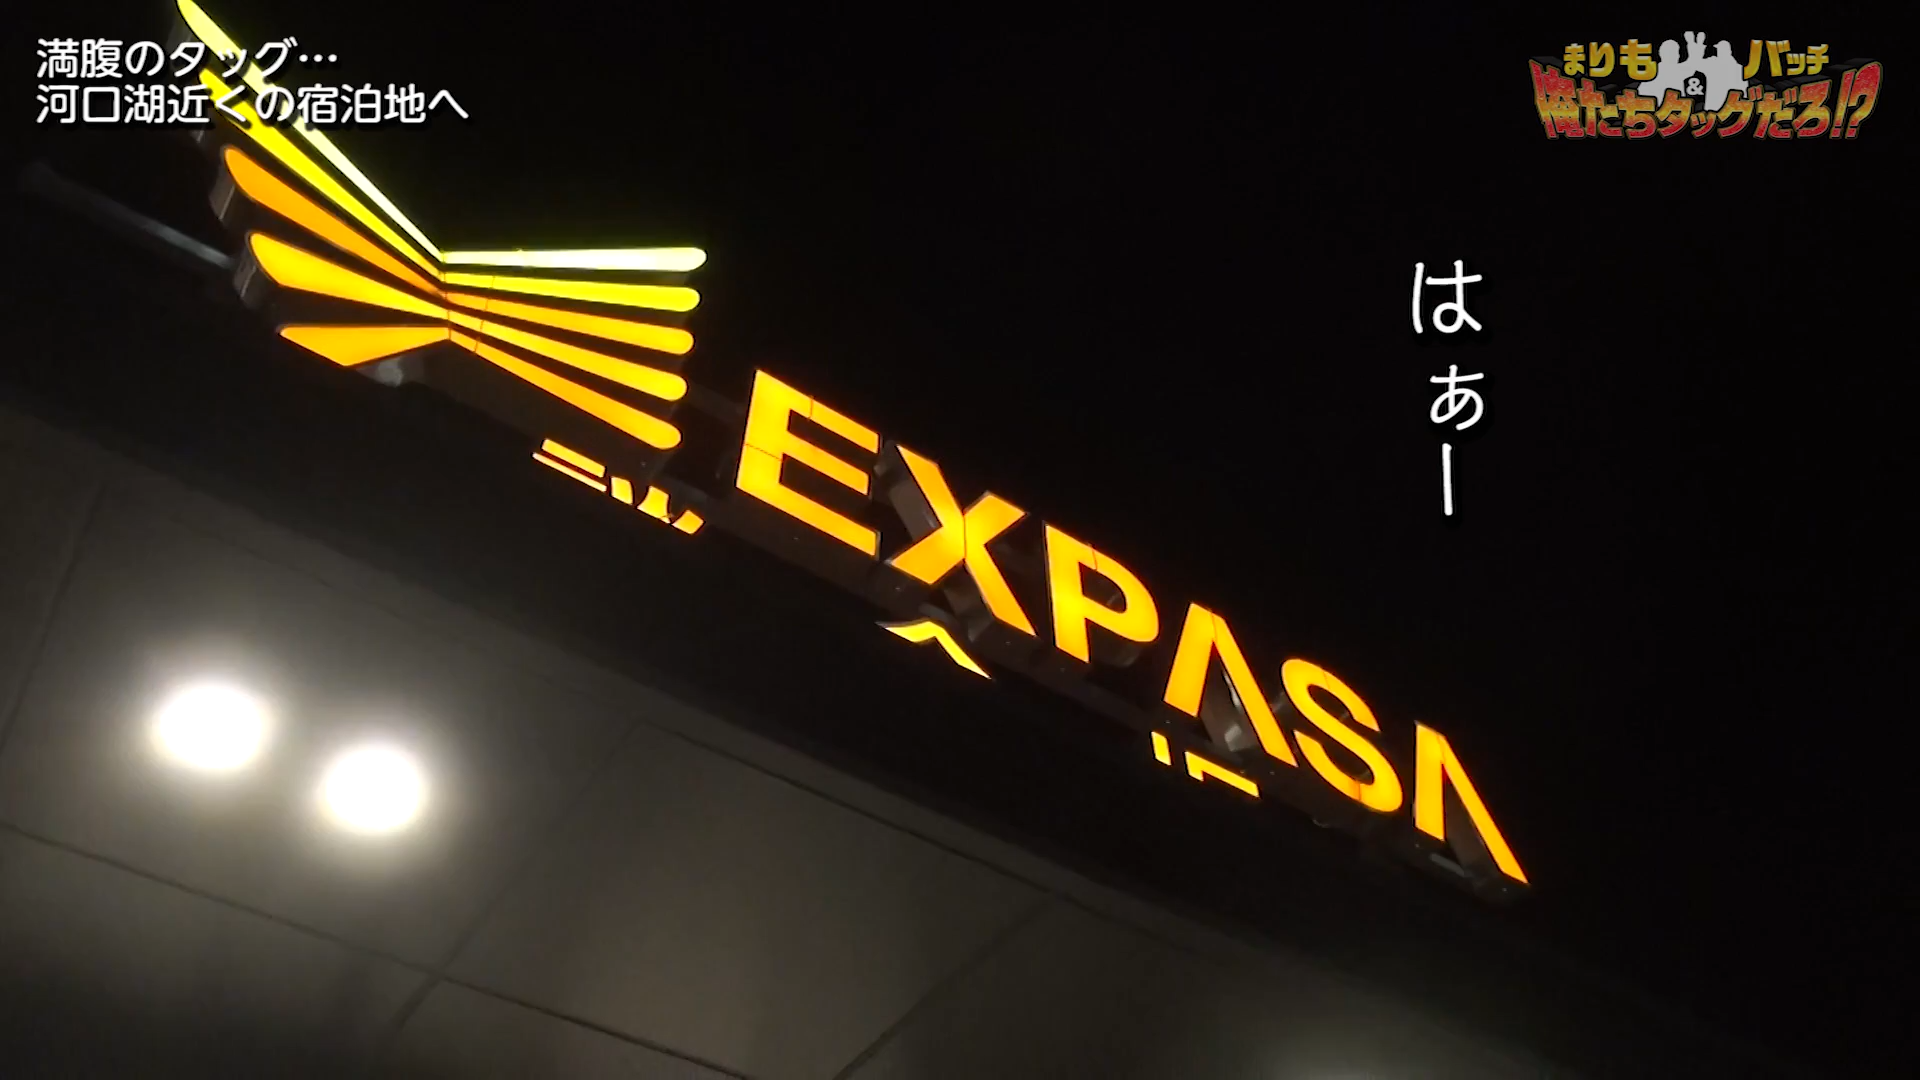 満腹のタッグ…
河口湖近くの宿泊地へ
まりも&バッチ
俺たちタッグだろ!?
はぁー
EXPASA